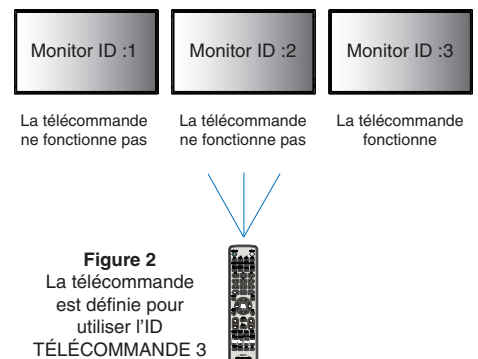 Monitor ID :1
Monitor ID :2
Monitor ID :3
La télécommande
ne fonctionne pas
La télécommande
ne fonctionne pas
La télécommande
fonctionne
Figure 2
La télécommande
est définie pour
utiliser l'ID
TÉLÉCOMMANDE 3